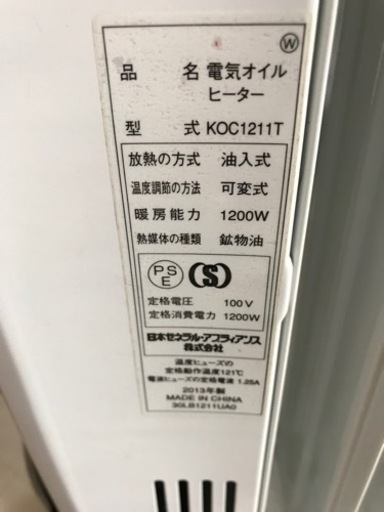 W
品 名 電気オイル
ヒーター
型 式 KOC1211T
放熱の方式 油入式
温度調節の方法 可変式
暖房能力 1200W
熱媒体の種類 鉱物油
PSE S
定格電圧 100V
定格消費電力 1200W
日本ゼネラル・アプライアンス
株式会社
温度ヒューズの
定格動作温度121℃
電流ヒューズの定格電流 1.25A
2013年製
MADE IN CHINA
30LB1211UA0